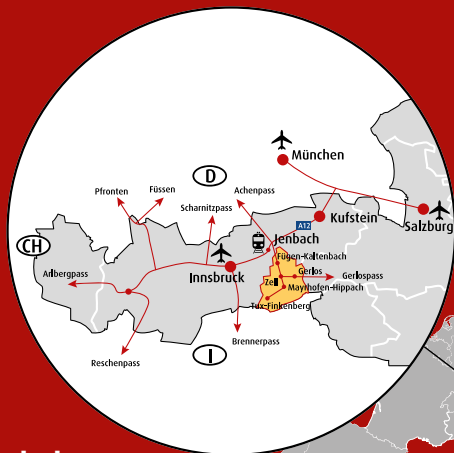 München
D
Pfronten
Füssen
Achenpass
Scharnitzpass
A12
Kufstein
Salzburg
CH
Jenbach
Arlbergpass
Innsbruck
Fügen-Kaltenbach
Gerlos
Gerlospass
Zell
Mayrhofen-Hippach
Tux-Finkenberg
Brennerpass
I
Reschenpass